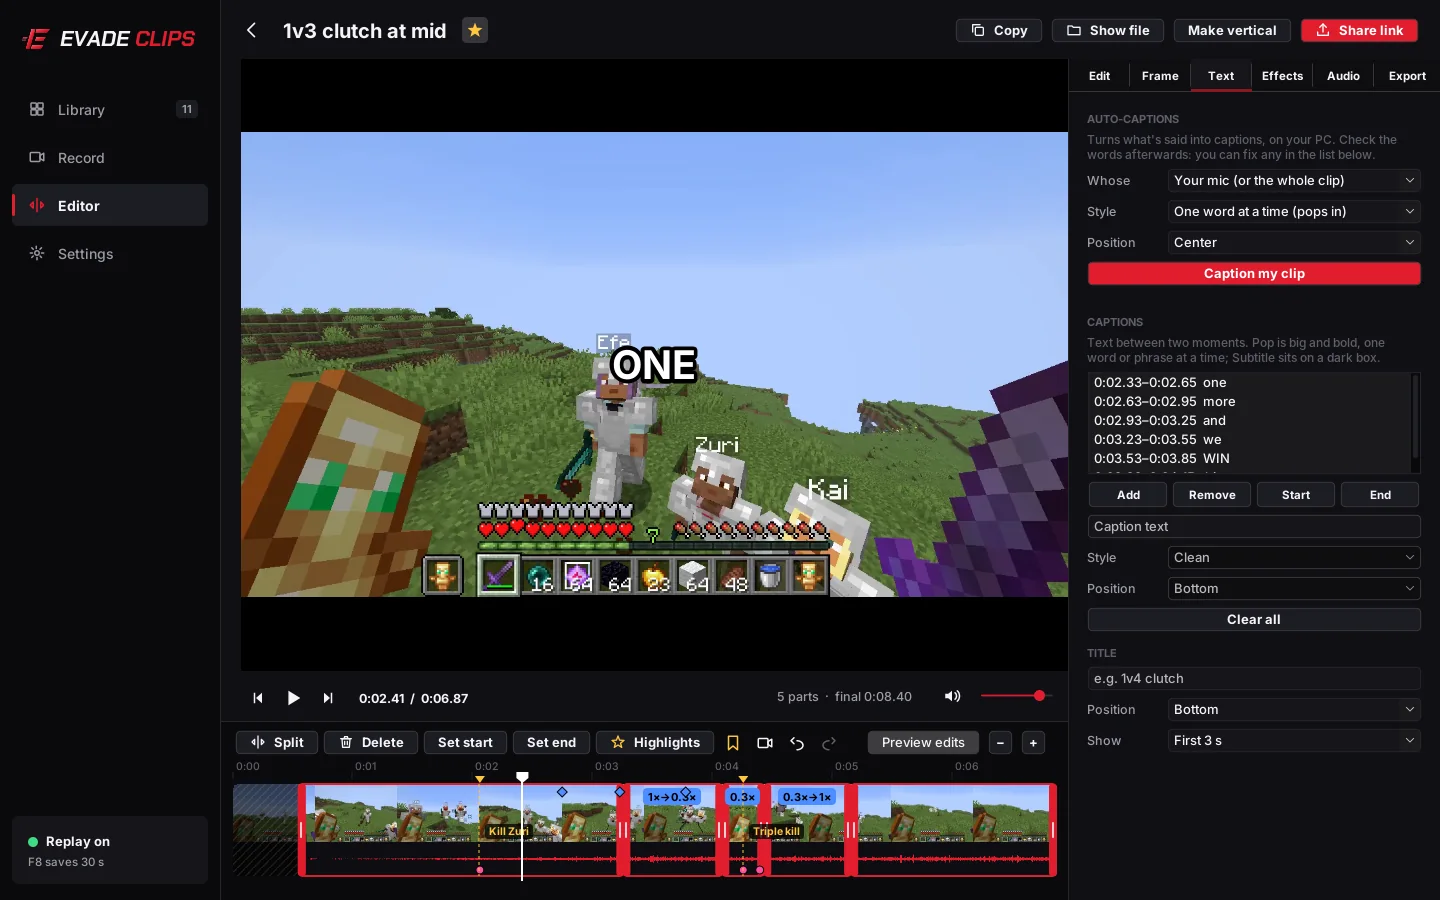 EVADE CLIPS
Library 11
Record
Editor
Settings
Replay on
F8 saves 30 s
1v3 clutch at mid
Copy
Show file
Make vertical
Share link
Efe
ONE
Zuri
Kai
7
16 64 64 23 64 48
0:02.41 / 0:06.87
5 parts · final 0:08.40
Split
Delete
Set start
Set end
Highlights
Preview edits
−
+
0:00 0:01 0:02 0:03 0:04 0:05 0:06
1×→0.3× 0.3× 0.3×→1×
Kill Zuri
Triple kill
Edit Frame Text Effects Audio Export
AUTO-CAPTIONS
Turns what's said into captions, on your PC. Check the
words afterwards: you can fix any in the list below.
Whose Your mic (or the whole clip)
Style One word at a time (pops in)
Position Center
Caption my clip
CAPTIONS
Text between two moments. Pop is big and bold, one
word or phrase at a time; Subtitle sits on a dark box.
0:02.33–0:02.65 one
0:02.63–0:02.95 more
0:02.93–0:03.25 and
0:03.23–0:03.55 we
0:03.53–0:03.85 WIN
Add Remove Start End
Caption text
Style Clean
Position Bottom
Clear all
TITLE
e.g. 1v4 clutch
Position Bottom
Show First 3 s